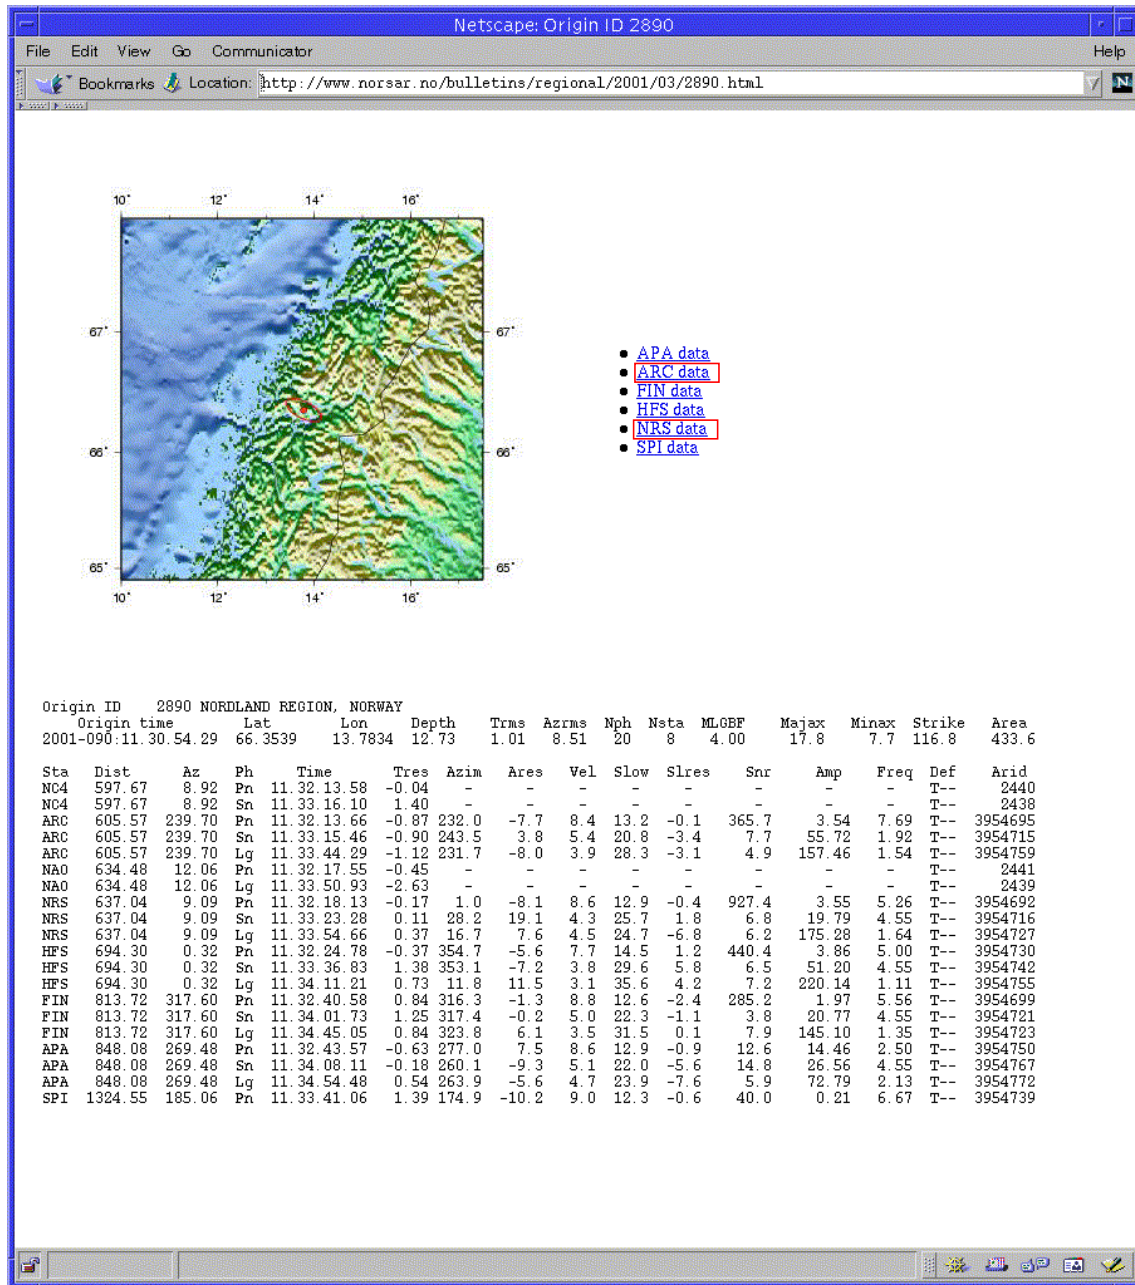 Netscape: Origin ID 2890
File Edit View Go Communicator Help
Bookmarks Location: http://www.norsar.no/bulletins/regional/2001/03/2890.html N
10° 12° 14° 16°
67° 67°
66° 66°
65° 65°
10° 12° 14° 16°
APA data
ARC data
FIN data
HFS data
NRS data
SPI data
Origin ID 2890 NORDLAND REGION, NORWAY
Origin time Lat Lon Depth Trms Azrms Nph Nsta MLGBF Majax Minax Strike Area
2001-090:11.30.54.29 66.3539 13.7834 12.73 1.01 8.51 20 8 4.00 17.8 7.7 116.8 433.6
Sta Dist Az Ph Time Tres Azim Ares Vel Slow Slres Snr Amp Freq Def Arid
NC4 597.67 8.92 Pn 11.32.13.58 -0.04 - - - - - - - - T-- 2440
NC4 597.67 8.92 Sn 11.33.16.10 1.40 - - - - - - - - T-- 2438
ARC 605.57 239.70 Pn 11.32.13.66 -0.87 232.0 -7.7 8.4 13.2 -0.1 365.7 3.54 7.69 T-- 3954695
ARC 605.57 239.70 Sn 11.33.15.46 -0.90 243.5 3.8 5.4 20.8 -3.4 7.7 55.72 1.92 T-- 3954715
ARC 605.57 239.70 Lg 11.33.44.29 -1.12 231.7 -8.0 3.9 28.3 -3.1 4.9 157.46 1.54 T-- 3954759
NAO 634.48 12.06 Pn 11.32.17.55 -0.45 - - - - - - - - T-- 2441
NAO 634.48 12.06 Lg 11.33.50.93 -2.63 - - - - - - - - T-- 2439
NRS 637.04 9.09 Pn 11.32.18.13 -0.17 1.0 -8.1 8.6 12.9 -0.4 927.4 3.55 5.26 T-- 3954692
NRS 637.04 9.09 Sn 11.33.23.28 0.11 28.2 19.1 4.3 25.7 1.8 6.8 19.79 4.55 T-- 3954716
NRS 637.04 9.09 Lg 11.33.54.66 0.37 16.7 7.6 4.5 24.7 -6.8 6.2 175.28 1.64 T-- 3954727
HFS 694.30 0.32 Pn 11.32.24.78 -0.37 354.7 -5.6 7.7 14.5 1.2 440.4 3.86 5.00 T-- 3954730
HFS 694.30 0.32 Sn 11.33.36.83 1.38 353.1 -7.2 3.8 29.6 5.8 6.5 51.20 4.55 T-- 3954742
HFS 694.30 0.32 Lg 11.34.11.21 0.73 11.8 11.5 3.1 35.6 4.2 7.2 220.14 1.11 T-- 3954755
FIN 813.72 317.60 Pn 11.32.40.58 0.84 316.3 -1.3 8.8 12.6 -2.4 285.2 1.97 5.56 T-- 3954699
FIN 813.72 317.60 Sn 11.34.01.73 1.25 317.4 -0.2 5.0 22.3 -1.1 3.8 20.77 4.55 T-- 3954721
FIN 813.72 317.60 Lg 11.34.45.05 0.84 323.8 6.1 3.5 31.5 0.1 7.9 145.10 1.35 T-- 3954723
APA 848.08 269.48 Pn 11.32.43.57 -0.63 277.0 7.5 8.6 12.9 -0.9 12.6 14.46 2.50 T-- 3954750
APA 848.08 269.48 Sn 11.34.08.11 -0.18 260.1 -9.3 5.1 22.0 -5.6 14.8 26.56 4.55 T-- 3954767
APA 848.08 269.48 Lg 11.34.54.48 0.54 263.9 -5.6 4.7 23.9 -7.6 5.9 72.79 2.13 T-- 3954772
SPI 1324.55 185.06 Pn 11.33.41.06 1.39 174.9 -10.2 9.0 12.3 -0.6 40.0 0.21 6.67 T-- 3954739